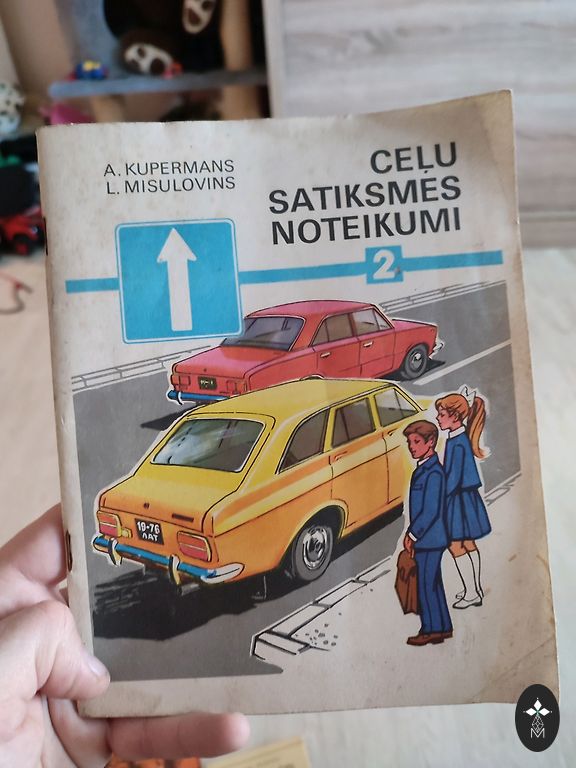 A. KUPERMANS
L. MISULOVINS
CEĻU
SATIKSMES
NOTEIKUMI
2
19-76
ЛАТ
M